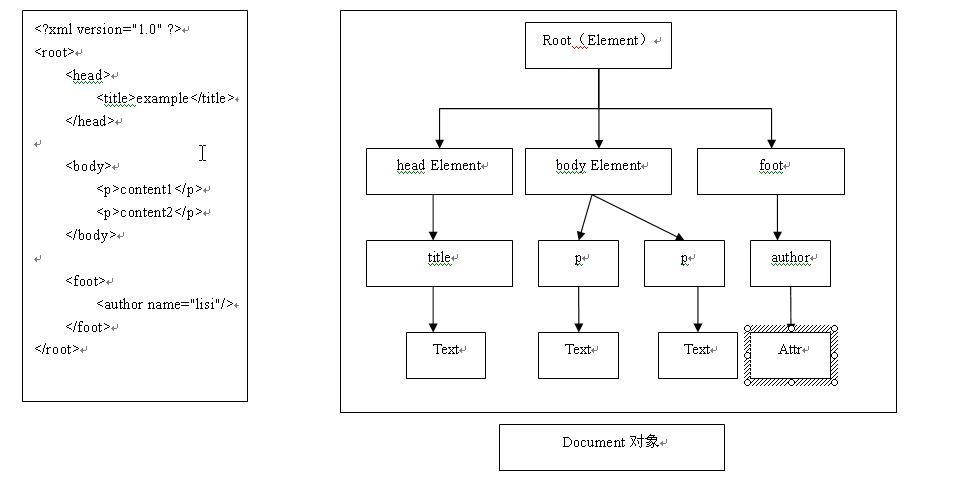 <?xml version="1.0" ?>
<root>
<head>
<title>example</title>
</head>
<body>
<p>content1</p>
<p>content2</p>
</body>
<foot>
<author name="lisi"/>
</foot>
</root>
Root（Element）
head Element
body Element
foot
title
p
p
author
Text
Text
Text
Attr
Document 对象